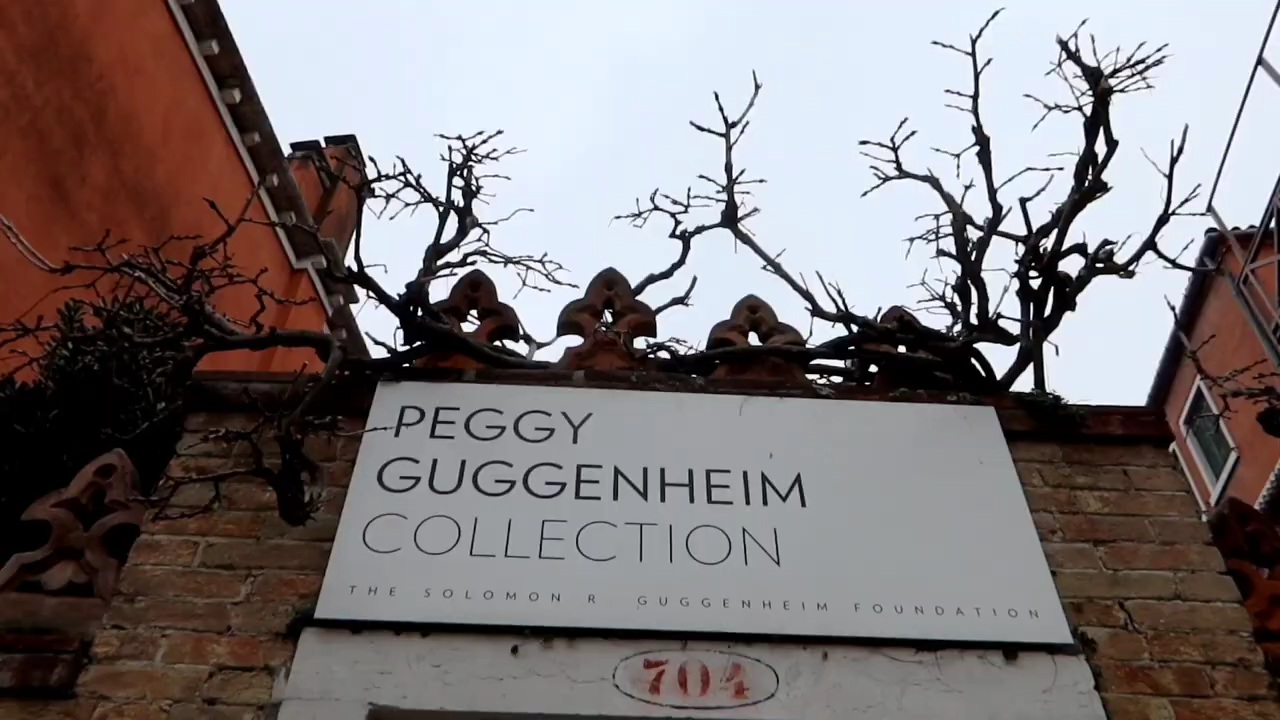 PEGGY
GUGGENHEIM
COLLECTION
THE SOLOMON R GUGGENHEIM FOUNDATION
704